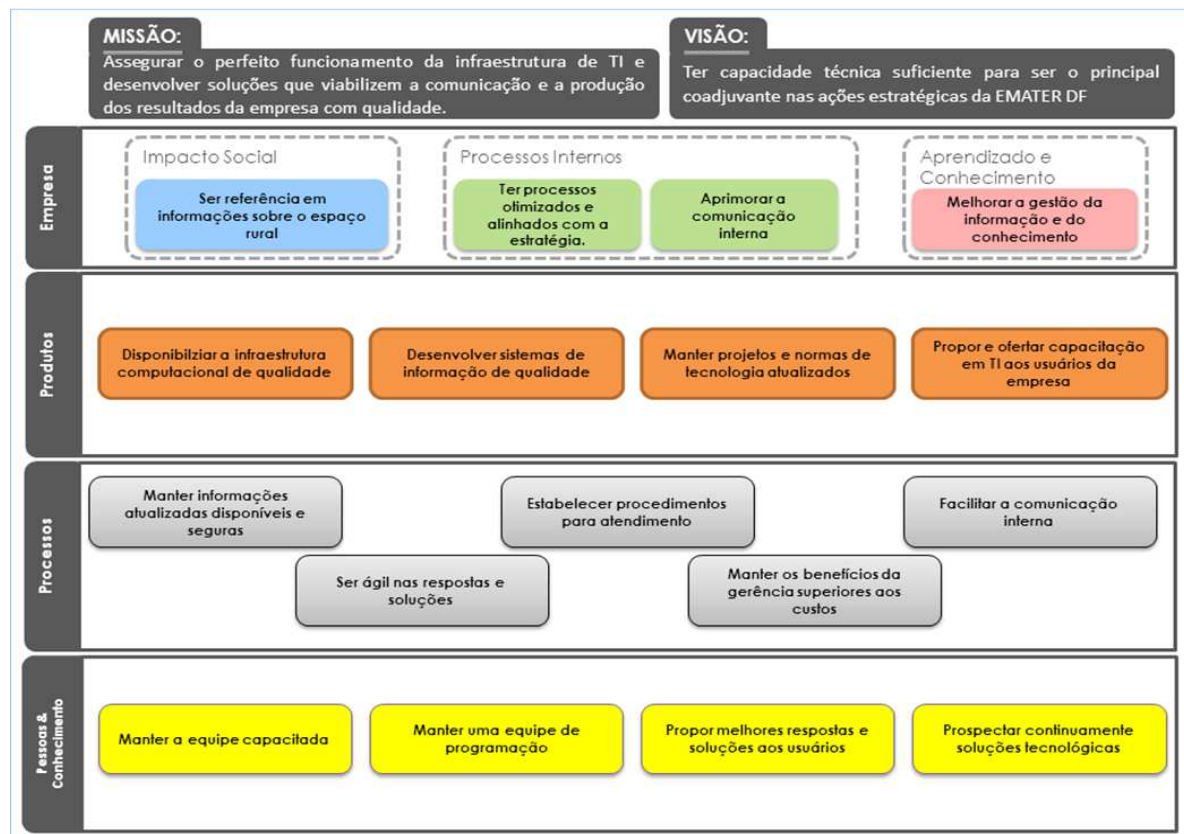 MISSÃO:
Assegurar o perfeito funcionamento da infraestrutura de TI e
desenvolver soluções que viabilizem a comunicação e a produção
dos resultados da empresa com qualidade.
VISÃO:
Ter capacidade técnica suficiente para ser o principal
coadjuvante nas ações estratégicas da EMATER DF
Empresa
Impacto Social
Ser referência em
informações sobre o espaço
rural
Processos Internos
Ter processos
otimizados e
alinhados com a
estratégia.
Aprimorar a
comunicação
interna
Aprendizado e
Conhecimento
Melhorar a gestão da
informação e do
conhecimento
Produtos
Disponibilziar a infraestrutura
computacional de qualidade
Desenvolver sistemas de
informação de qualidade
Manter projetos e normas de
tecnologia atualizados
Propor e ofertar capacitação
em TI aos usuários da
empresa
Processos
Manter informações
atualizadas disponíveis e
seguras
Estabelecer procedimentos
para atendimento
Facilitar a comunicação
interna
Ser ágil nas respostas e
soluções
Manter os benefícios da
gerência superiores aos
custos
Pessoas &
Conhecimento
Manter a equipe capacitada
Manter uma equipe de
programação
Propor melhores respostas e
soluções aos usuários
Prospectar continuamente
soluções tecnológicas